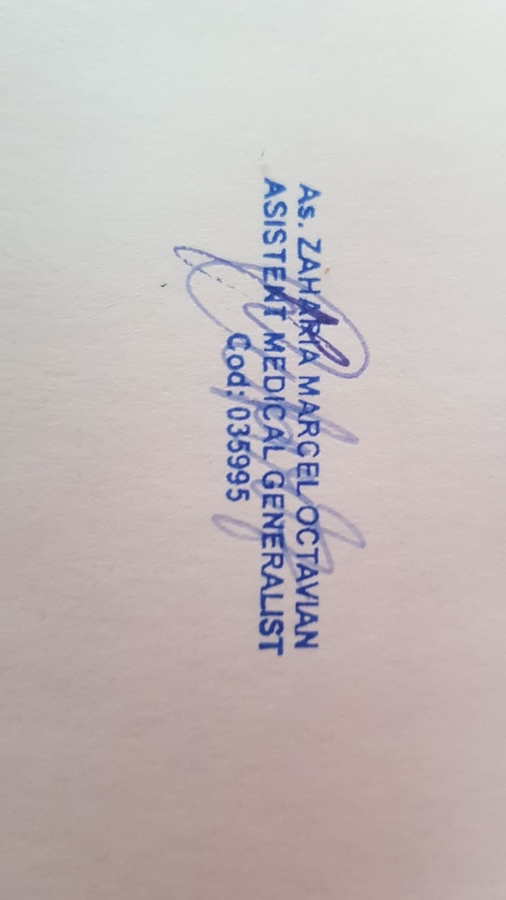 As. ZAHARIA MARCEL OCTAVIAN
ASISTENT MEDICAL GENERALIST
Cod: 035995